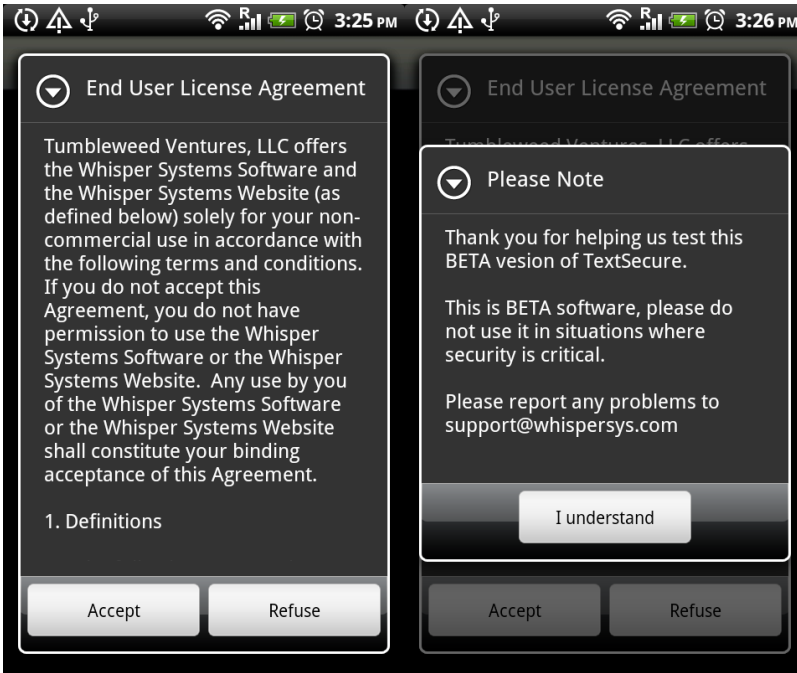 3:25 PM
End User License Agreement
Tumbleweed Ventures, LLC offers
the Whisper Systems Software and
the Whisper Systems Website (as
defined below) solely for your non-
commercial use in accordance with
the following terms and conditions.
If you do not accept this
Agreement, you do not have
permission to use the Whisper
Systems Software or the Whisper
Systems Website.  Any use by you
of the Whisper Systems Software
or the Whisper Systems Website
shall constitute your binding
acceptance of this Agreement.
1. Definitions
Accept
Refuse
R
3:26 PM
End User License Agreement
Please Note
Thank you for helping us test this
BETA vesion of TextSecure.
This is BETA software, please do
not use it in situations where
security is critical.
Please report any problems to
support@whispersys.com
I understand
Accept
Refuse